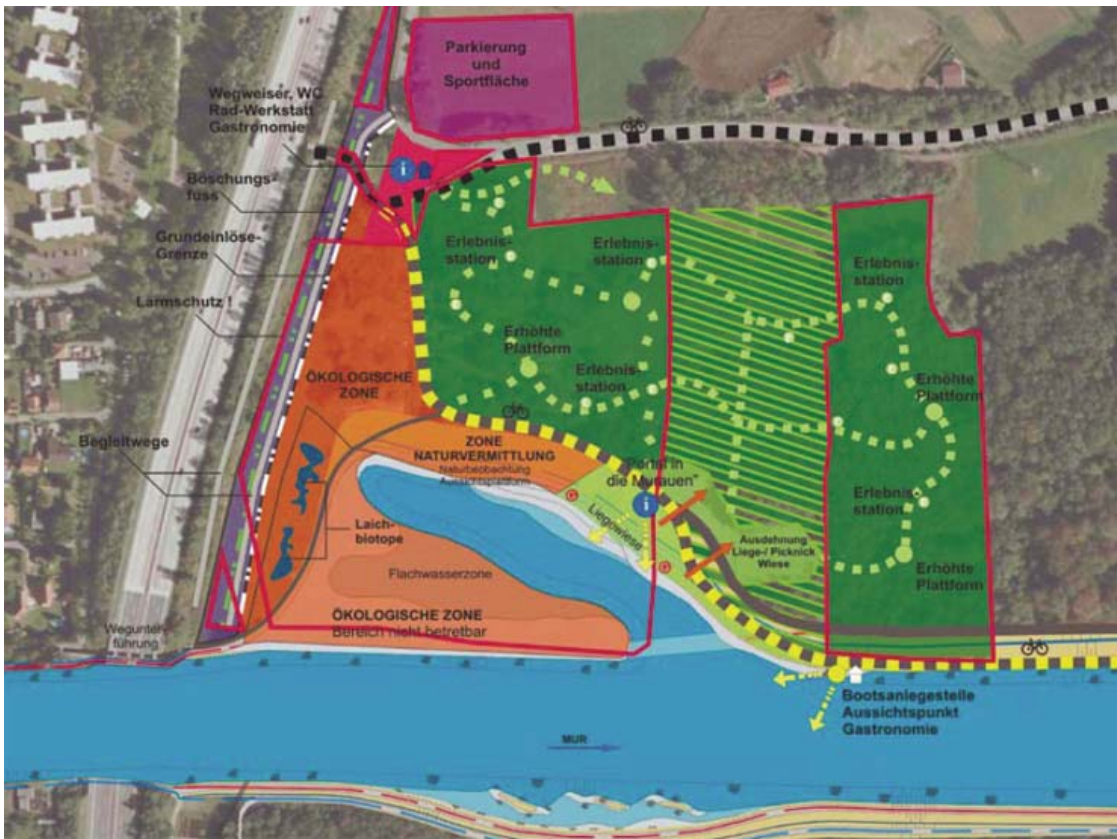 Parkierung
und
Sportfläche
Wegweiser, WC
Rad-Werkstatt
Gastronomie
Böschungs-
fuss
Grundeinlöse-
Grenze
Lärmschutz !
Begleitwege
Wegunter-
führung
ÖKOLOGISCHE
ZONE
Erlebnis-
station
Erlebnis-
station
Erhöhte
Plattform
Erlebnis-
station
Erlebnis-
station
Erhöhte
Plattform
Erlebnis-
station
Erhöhte
Plattform
ZONE
NATURVERMITTLUNG
Naturbeobachtung
Aussichtsplattform
"Portal in
die Murauen"
i
i
G
G
Liegewiese
Ausdehnung
Liege-/ Picknick
Wiese
Laich-
biotope
Flachwasserzone
ÖKOLOGISCHE ZONE
Bereich nicht betretbar
Bootsanlegestelle
Aussichtspunkt
Gastronomie
MUR